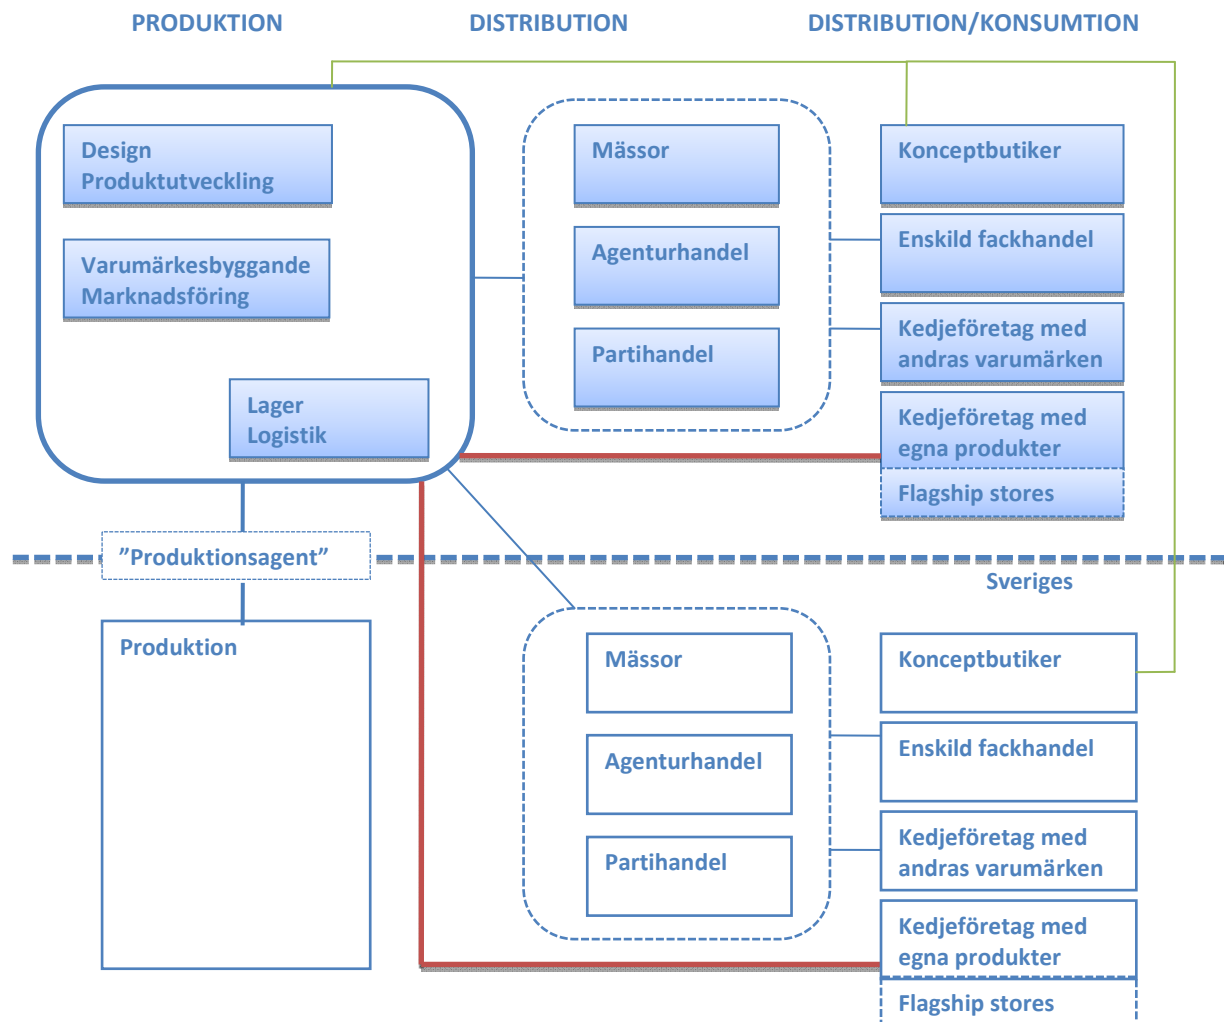 PRODUKTION
DISTRIBUTION
DISTRIBUTION/KONSUMTION
Design
Produktutveckling
Varumärkesbyggande
Marknadsföring
Lager
Logistik
Mässor
Agenturhandel
Partihandel
Konceptbutiker
Enskild fackhandel
Kedjeföretag med
andras varumärken
Kedjeföretag med
egna produkter
Flagship stores
”Produktionsagent”
Sveriges
Produktion
Mässor
Agenturhandel
Partihandel
Konceptbutiker
Enskild fackhandel
Kedjeföretag med
andras varumärken
Kedjeföretag med
egna produkter
Flagship stores